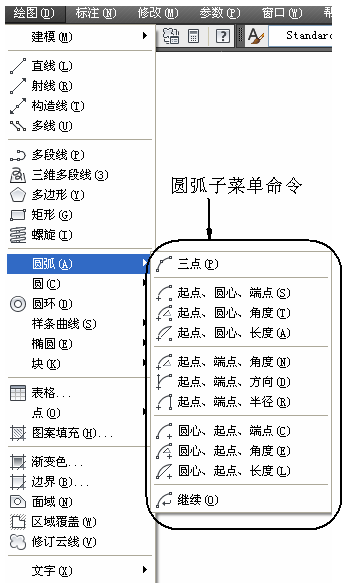 绘图(D) 标注(N) 修改(M) 参数(P) 窗口(W)
Standard
建模(M)
直线(L)
射线(R)
构造线(T)
多线(U)
多段线(P)
三维多段线(3)
多边形(Y)
矩形(G)
螺旋(I)
圆弧(A)
圆(C)
圆环(D)
样条曲线(S)
椭圆(E)
块(K)
表格...
点(O)
图案填充(H)...
渐变色...
边界(B)...
面域(N)
区域覆盖(W)
修订云线(V)
文字(X)
圆弧子菜单命令
三点(P)
起点、圆心、端点(S)
起点、圆心、角度(T)
起点、圆心、长度(A)
起点、端点、角度(N)
起点、端点、方向(D)
起点、端点、半径(R)
圆心、起点、端点(C)
圆心、起点、角度(E)
圆心、起点、长度(L)
继续(O)